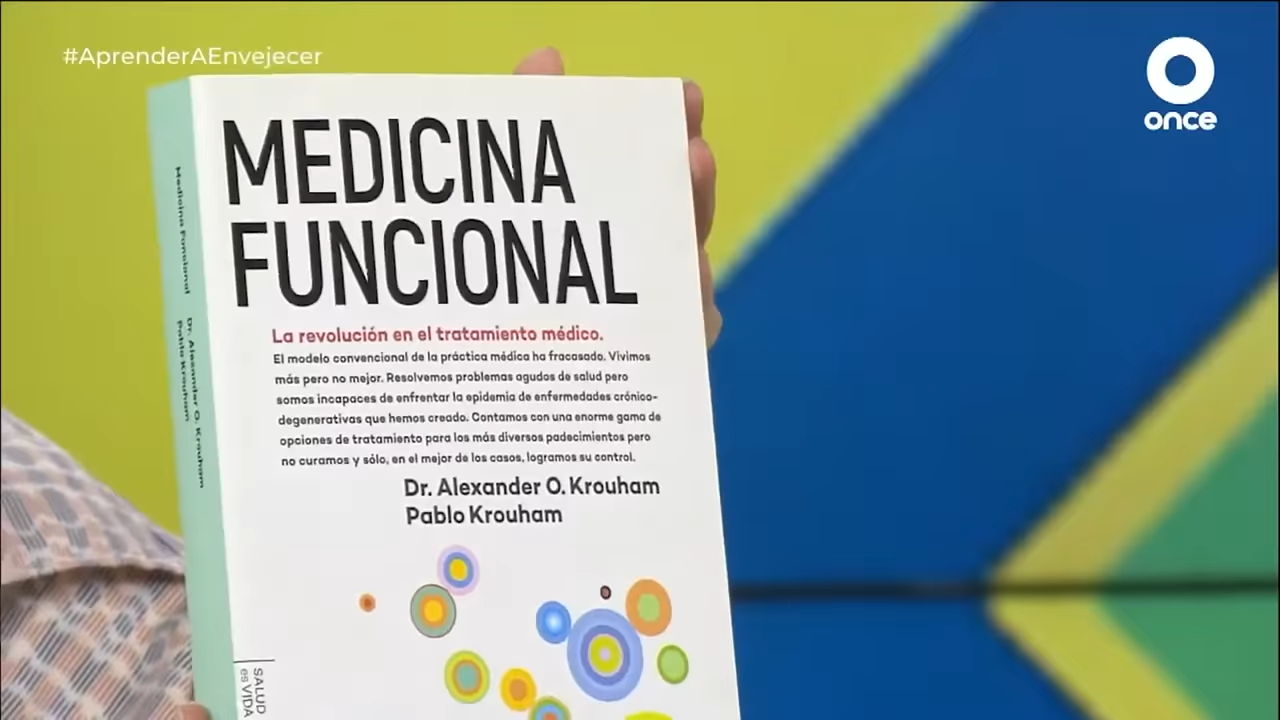 #AprenderAEnvejecer
once
MEDICINA
FUNCIONAL
La revolución en el tratamiento médico.
El modelo convencional de la práctica médica ha fracasado. Vivimos
más pero no mejor. Resolvemos problemas agudos de salud pero
somos incapaces de enfrentar la epidemia de enfermedades crónico-
degenerativas que hemos creado. Contamos con una enorme gama de
opciones de tratamiento para los más diversos padecimientos pero
no curamos y sólo, en el mejor de los casos, logramos su control.
Dr. Alexander O. Krouham
Pablo Krouham
Medicina Funcional
Dr. Alexander O. Krouham
Pablo Krouham
SALUD
es VIDA